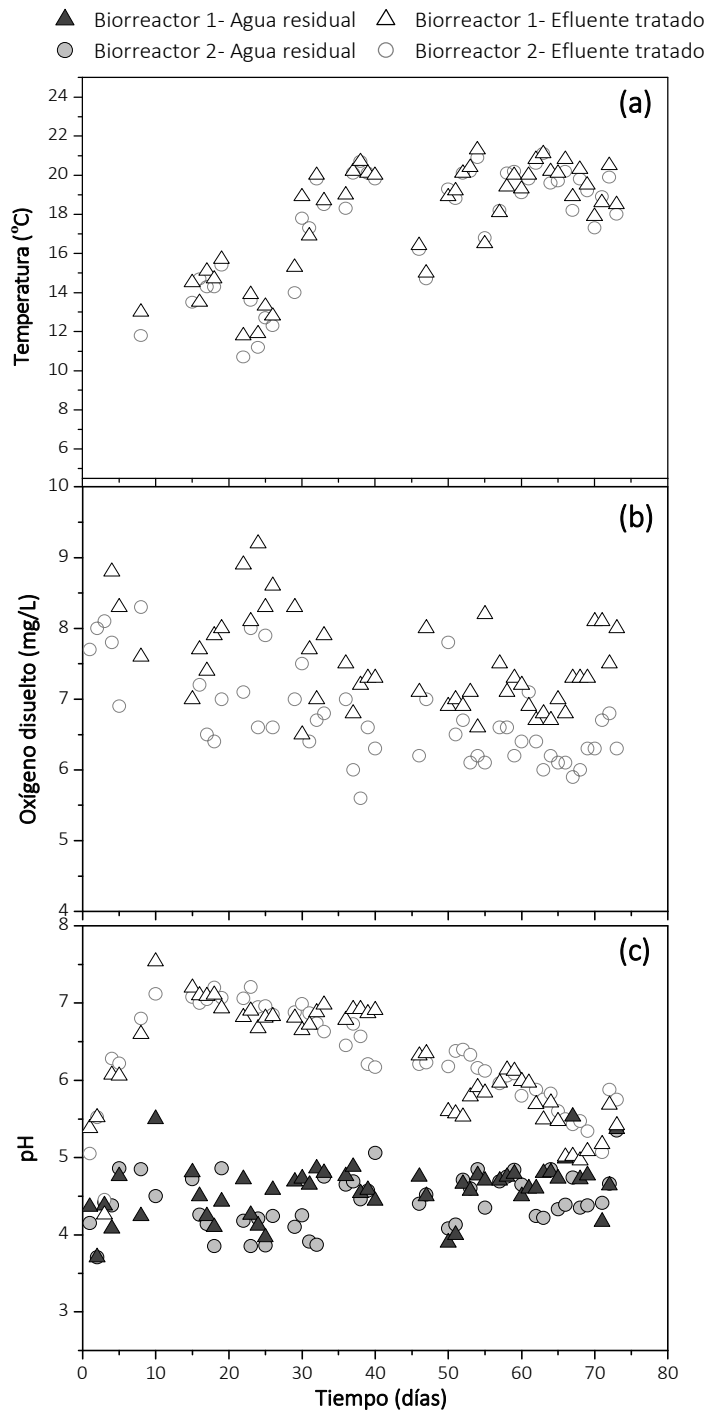 Biorreactor 1- Agua residual
Biorreactor 1- Efluente tratado
Biorreactor 2- Agua residual
Biorreactor 2- Efluente tratado
(a)
Temperatura (°C)
24
22
20
18
16
14
12
10
8
6
(b)
Oxígeno disuelto (mg/L)
10
9
8
7
6
5
4
(c)
pH
8
7
6
5
4
3
0 10 20 30 40 50 60 70 80
Tiempo (días)